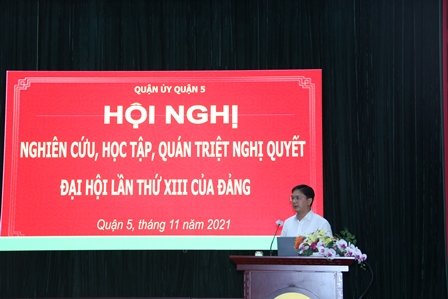 QUẬN ỦY QUẬN 5
HỘI NGHỊ
NGHIÊN CỨU, HỌC TẬP, QUÁN TRIỆT NGHỊ QUYẾT
ĐẠI HỘI LẦN THỨ XIII CỦA ĐẢNG
Quận 5, tháng 11 năm 2021